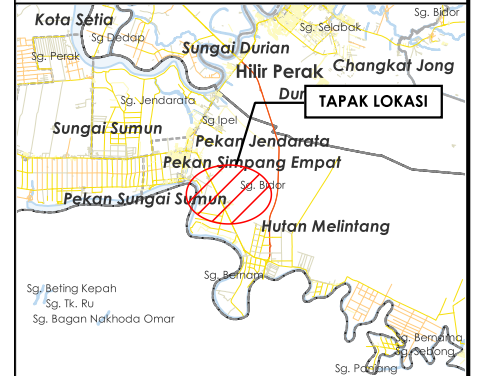 Sg. Bidor
Kota Setia
Sg. Selabak
Sg Dedap
Sungai Durian
Sg. Perak
Hilir Perak
Changkat Jong
Sg. Jendarata
TAPAK LOKASI
Sg Ipel
Sungai Sumun
Pekan Jendarata
Pekan Simpang Empat
Sg. Bidor
Pekan Sungai Sumun
Hutan Melintang
Sg. Bernam
Sg. Beting Kepah
Sg. Tk. Ru
Sg. Bagan Nakhoda Omar
Sg. Bernama
Sg. Sebong
Sg. Panjang